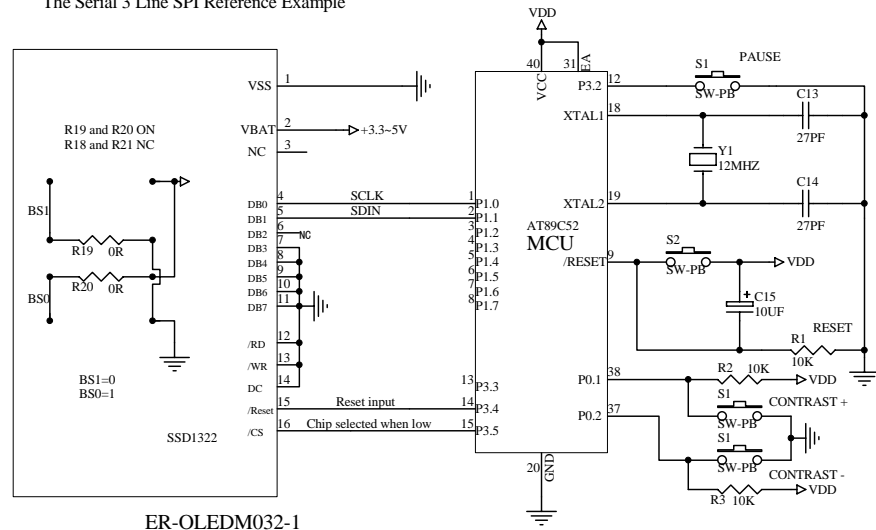 The Serial 3 Line SPI Reference Example
VDD
40
31
VCC
EA
S1
PAUSE
P3.2
12
SW-PB
C13
XTAL1
18
27PF
Y1
12MHZ
C14
XTAL2
19
27PF
AT89C52
MCU
S2
/RESET
9
SW-PB
VDD
C15
10UF
R1
RESET
10K
P0.1
38
R2
10K
VDD
S1
CONTRAST +
SW-PB
P0.2
37
S1
SW-PB
CONTRAST -
R3
10K
VDD
20
GND
VSS
1
R19 and R20 ON
R18 and R21 NC
VBAT
2
+3.3~5V
NC
3
DB0
4
SCLK
1
P1.0
DB1
5
SDIN
2
P1.1
DB2
6
NC
3
P1.2
DB3
7
4
P1.3
DB4
8
5
P1.4
DB5
9
6
P1.5
DB6
10
7
P1.6
DB7
11
8
P1.7
BS1
R19
0R
BS0
R20
0R
/RD
12
/WR
13
DC
14
13
P3.3
BS1=0
BS0=1
/Reset
15
Reset input
14
P3.4
/CS
16
Chip selected when low
15
P3.5
SSD1322
ER-OLEDM032-1